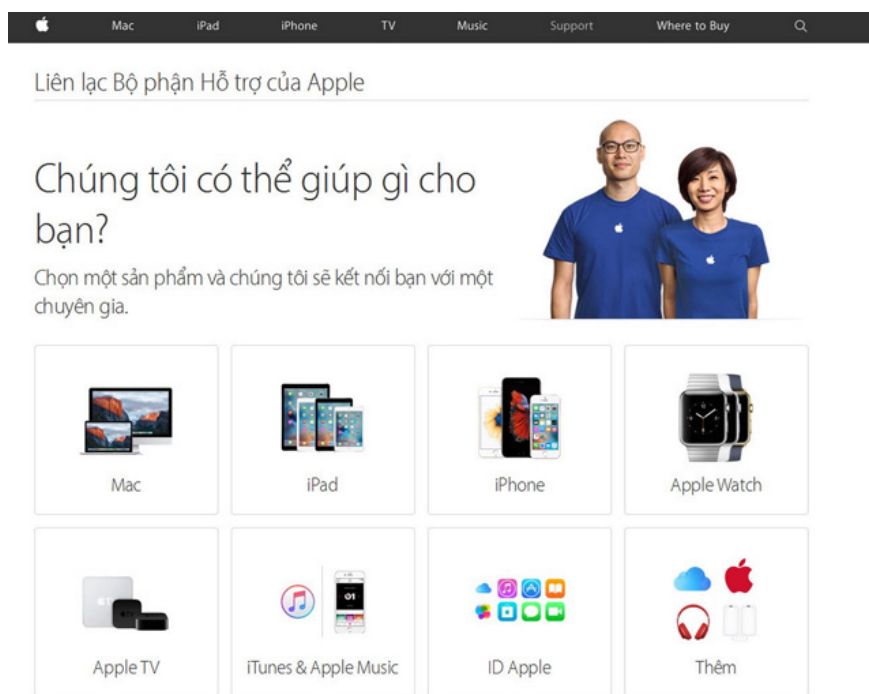 Mac iPad iPhone TV Music Support Where to Buy
Liên lạc Bộ phận Hỗ trợ của Apple
Chúng tôi có thể giúp gì cho
bạn?
Chọn một sản phẩm và chúng tôi sẽ kết nối bạn với một
chuyên gia.
Mac iPad iPhone Apple Watch
Apple TV iTunes & Apple Music ID Apple Thêm